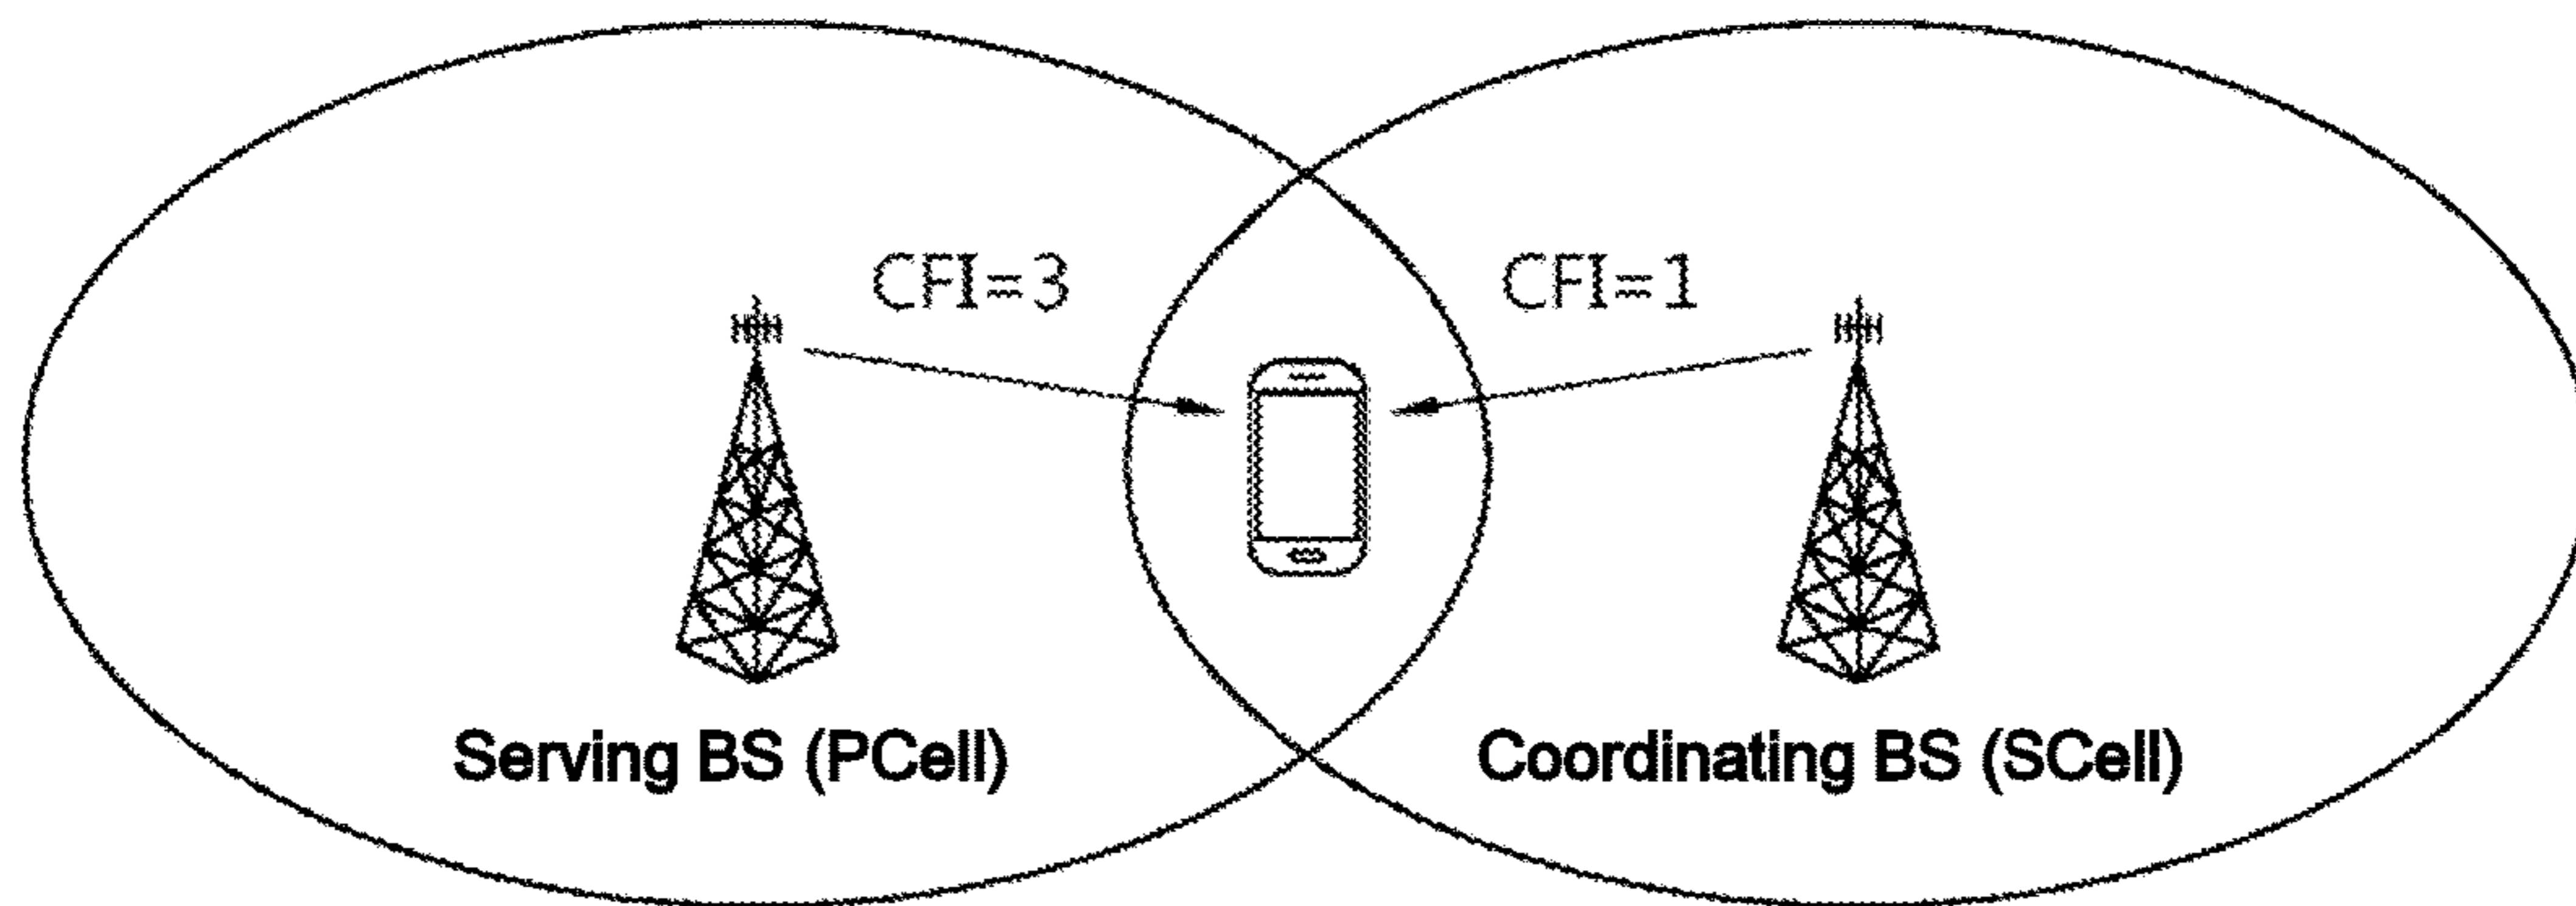 CFI=3
CFI=1
Serving BS (PCell)
Coordinating BS (SCell)